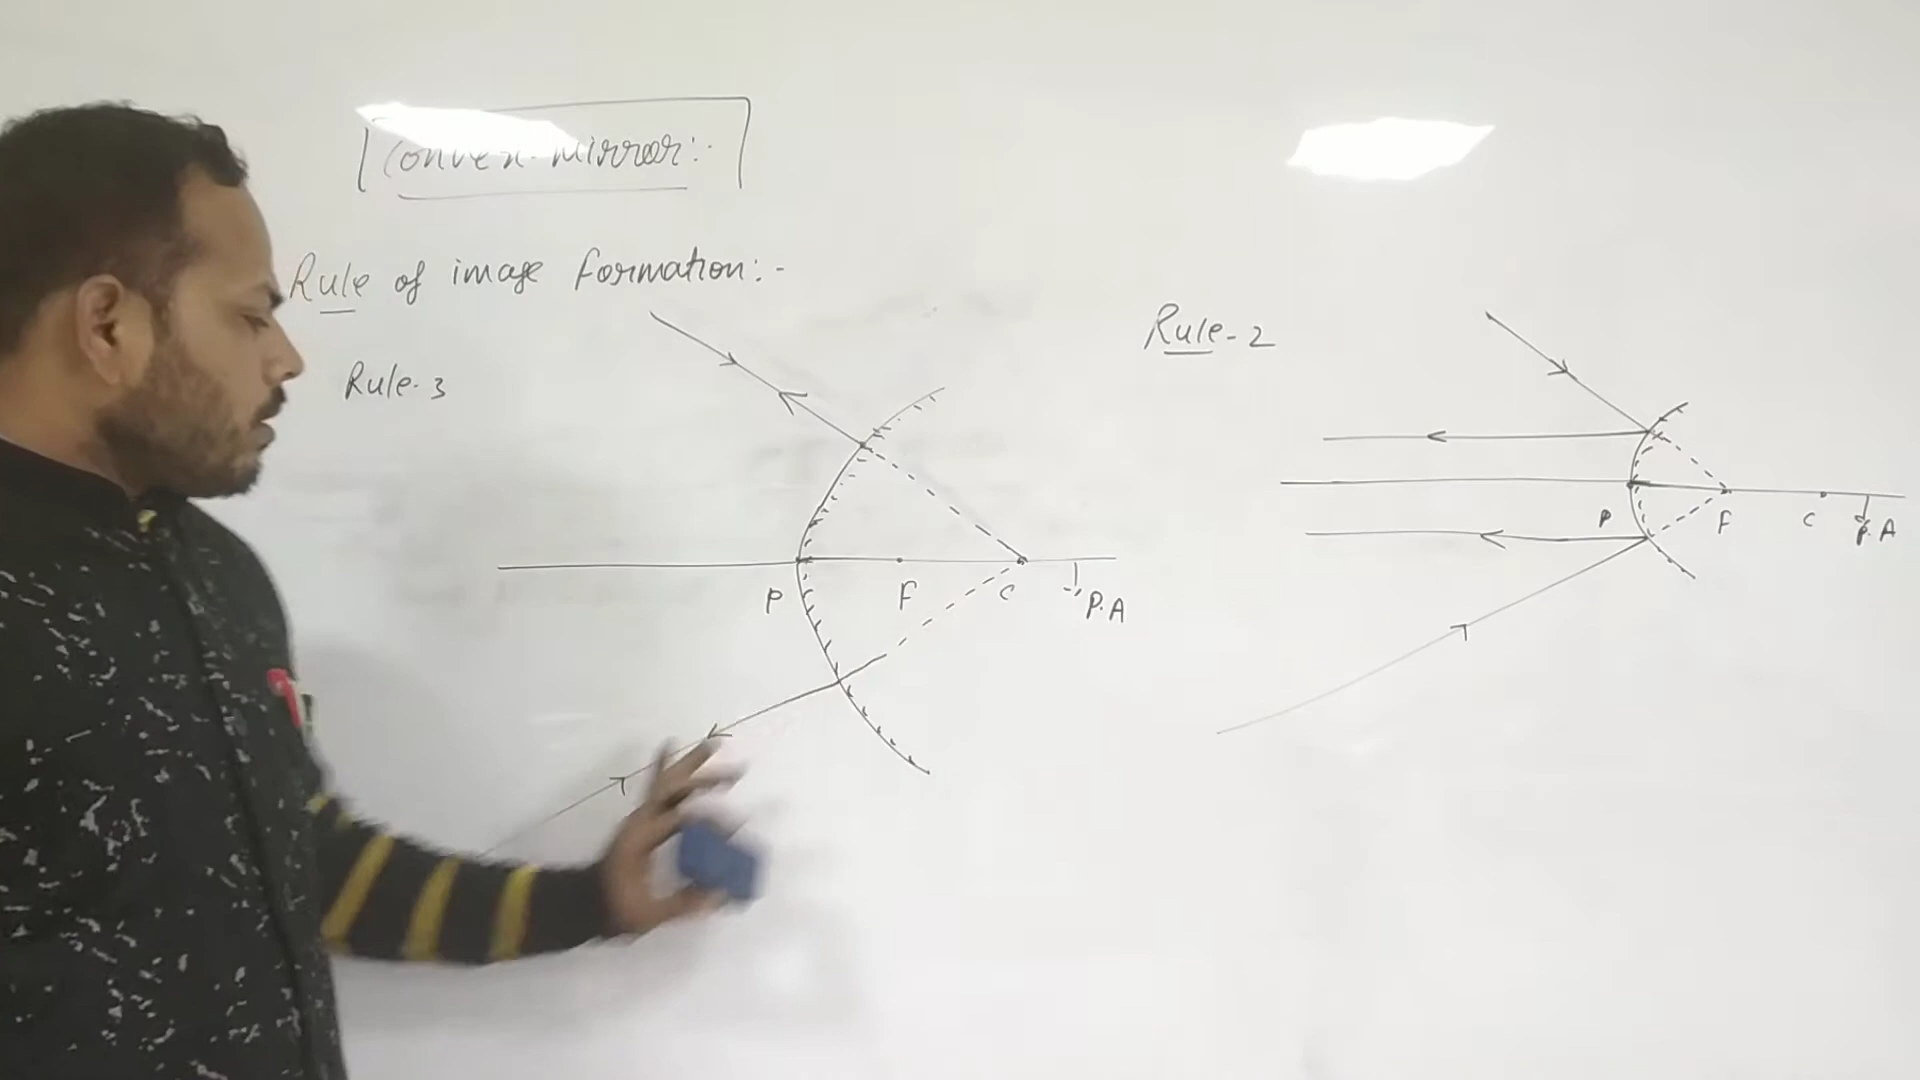 Convex mirror:-
Rule of image formation:-
Rule-3
P F C P.A
Rule-2
P F C P.A